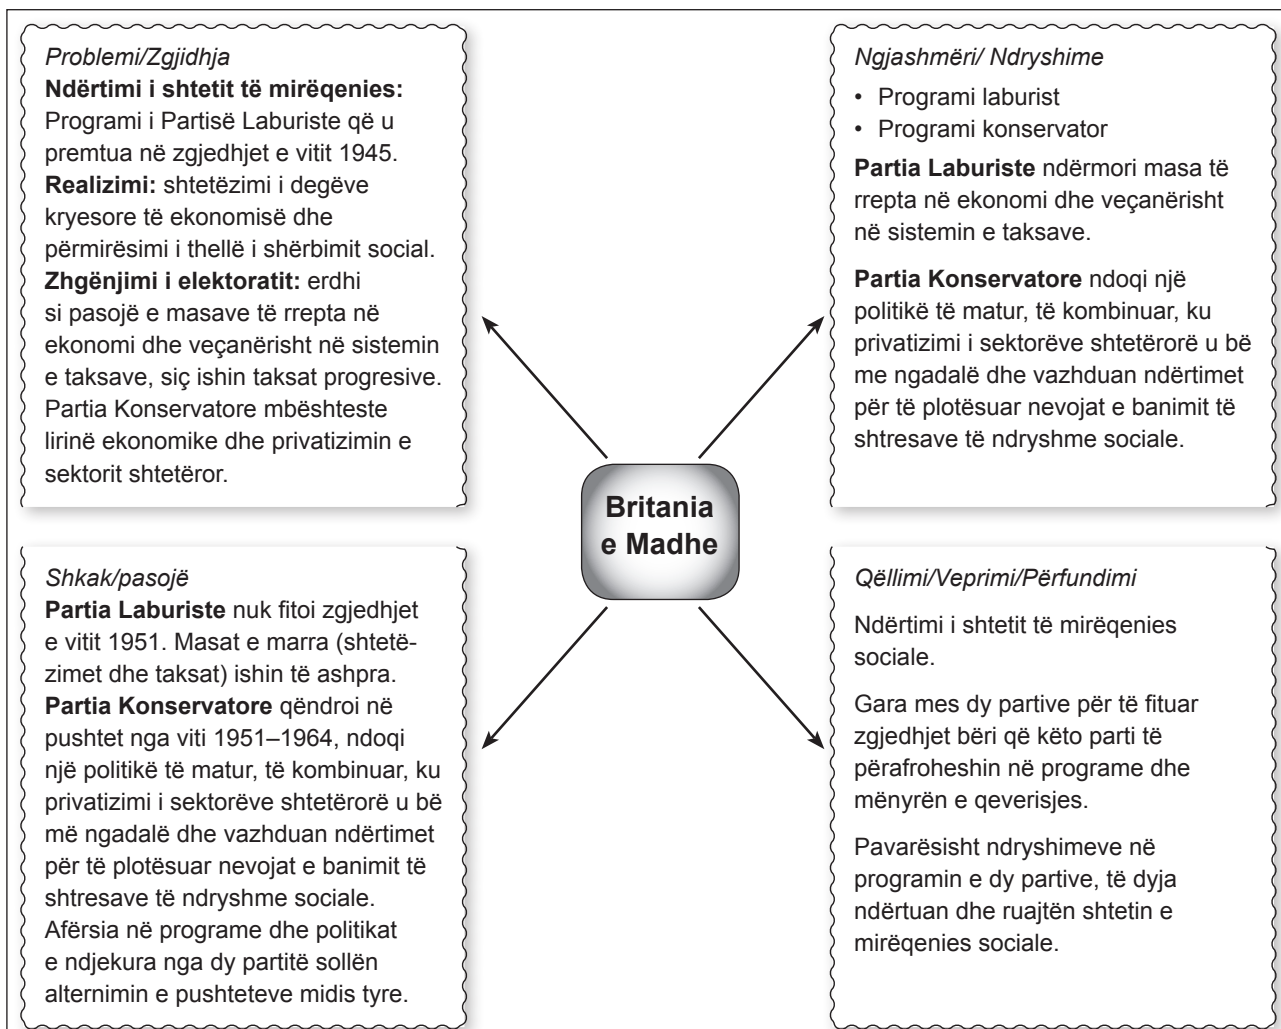 Problemi/Zgjidhja
Ndërtimi i shtetit të mirëqenies:
Programi i Partisë Laburiste që u
premtua në zgjedhjet e vitit 1945.
Realizimi: shtetëzimi i degëve
kryesore të ekonomisë dhe
përmirësimi i thellë i shërbimit social.
Zhgënjimi i elektoratit: erdhi
si pasojë e masave të rrepta në
ekonomi dhe veçanërisht në sistemin
e taksave, siç ishin taksat progresive.
Partia Konservatore mbështeste
lirinë ekonomike dhe privatizimin e
sektorit shtetëror.
Ngjashmëri/ Ndryshime
• Programi laburist
• Programi konservator
Partia Laburiste ndërmori masa të
rrepta në ekonomi dhe veçanërisht
në sistemin e taksave.
Partia Konservatore ndoqi një
politikë të matur, të kombinuar, ku
privatizimi i sektorëve shtetërorë u bë
me ngadalë dhe vazhduan ndërtimet
për të plotësuar nevojat e banimit të
shtresave të ndryshme sociale.
Britania
e Madhe
Shkak/pasojë
Partia Laburiste nuk fitoi zgjedhjet
e vitit 1951. Masat e marra (shtetë-
zimet dhe taksat) ishin të ashpra.
Partia Konservatore qëndroi në
pushtet nga viti 1951–1964, ndoqi
një politikë të matur, të kombinuar, ku
privatizimi i sektorëve shtetërorë u bë
më ngadalë dhe vazhduan ndërtimet
për të plotësuar nevojat e banimit të
shtresave të ndryshme sociale.
Afërsia në programe dhe politikat
e ndjekura nga dy partitë sollën
alternimin e pushteteve midis tyre.
Qëllimi/Veprimi/Përfundimi
Ndërtimi i shtetit të mirëqenies
sociale.
Gara mes dy partive për të fituar
zgjedhjet bëri që këto parti të
përafroheshin në programe dhe
mënyrën e qeverisjes.
Pavarësisht ndryshimeve në
programin e dy partive, të dyja
ndërtuan dhe ruajtën shtetin e
mirëqenies sociale.